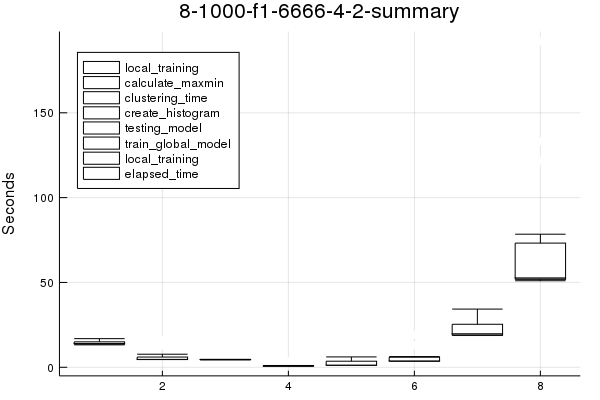 8-1000-f1-6666-4-2-summary
Seconds
150
100
50
0
local_training
calculate_maxmin
clustering_time
create_histogram
testing_model
train_global_model
local_training
elapsed_time
2 4 6 8